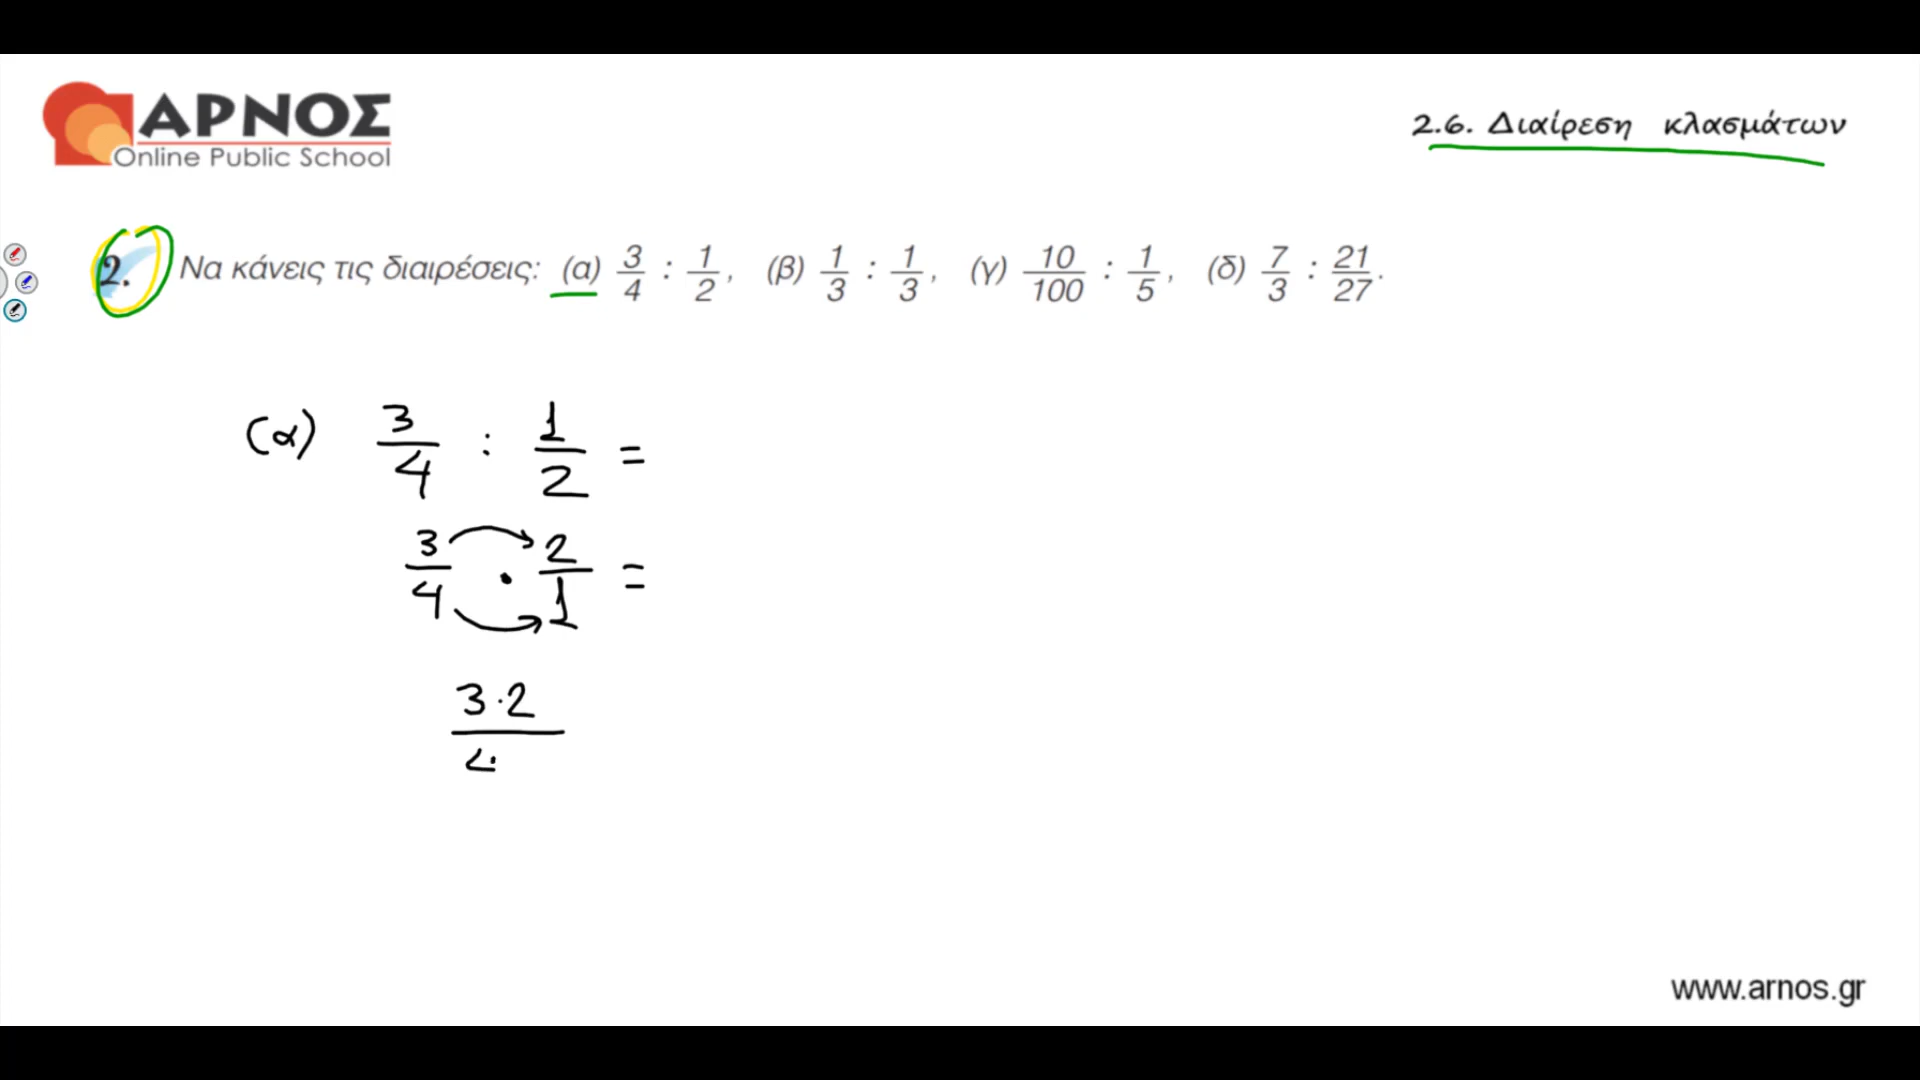 ΑΡΝΟΣ
Online Public School
2.6. Διαίρεση κλασμάτων
2. Να κάνεις τις διαιρέσεις: (α) 3/4 : 1/2, (β) 1/3 : 1/3, (γ) 10/100 : 1/5, (δ) 7/3 : 21/27.
(α) 3/4 : 1/2 =
3/4 · 2/1 =
3·2
4·
www.arnos.gr